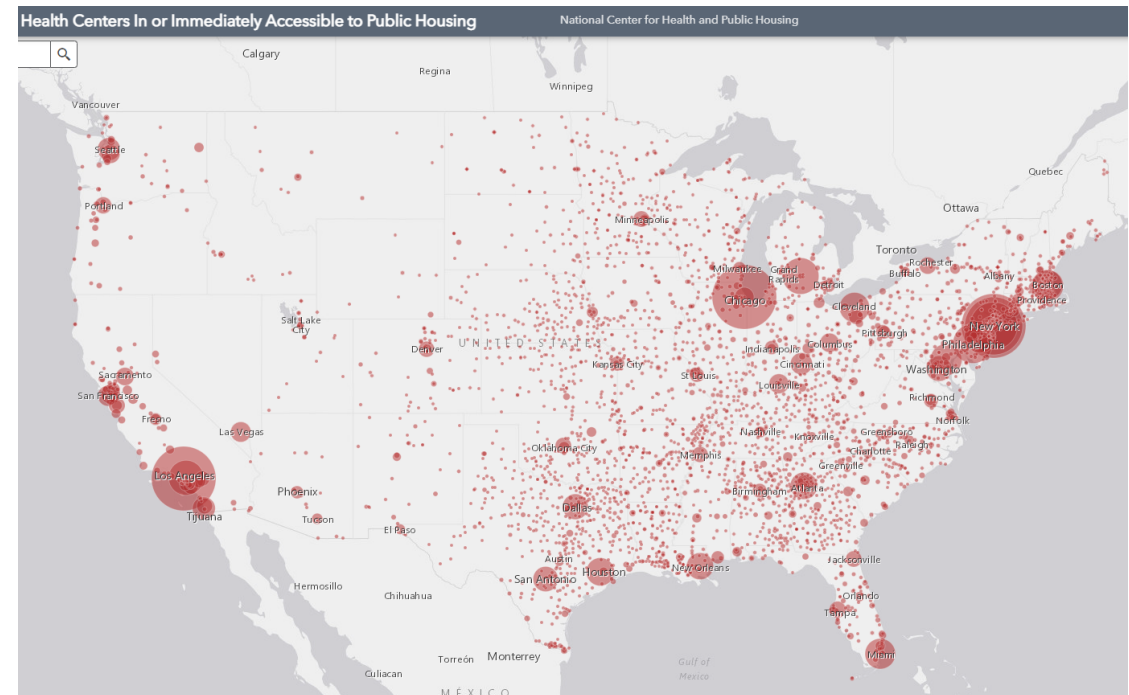 Health Centers In or Immediately Accessible to Public Housing
National Center for Health and Public Housing
Calgary
Regina
Winnipeg
Vancouver
Seattle
Quebec
Portland
Ottawa
Minneapolis
Toronto
Rochester
Buffalo
Albany
Milwaukee
Grand
Rapids
Detroit
Boston
Providence
Chicago
Cleveland
New York
Salt Lake
City
Pittsburgh
Philadelphia
Denver
UNITED STATES
Indianapolis
Columbus
Kansas City
Cincinnati
Washington
Sacramento
St Louis
Louisville
San Francisco
Richmond
Fresno
Norfolk
Las Vegas
Nashville
Knoxville
Greensboro
Raleigh
Oklahoma City
Memphis
Charlotte
Greenville
Los Angeles
Phoenix
Birmingham
Atlanta
Dallas
Tijuana
Tucson
El Paso
Austin
Jacksonville
Houston
New Orleans
San Antonio
Hermosillo
Chihuahua
Orlando
Tampa
Torreón
Monterrey
Miami
Gulf of
Mexico
Culiacan
MÉXICO